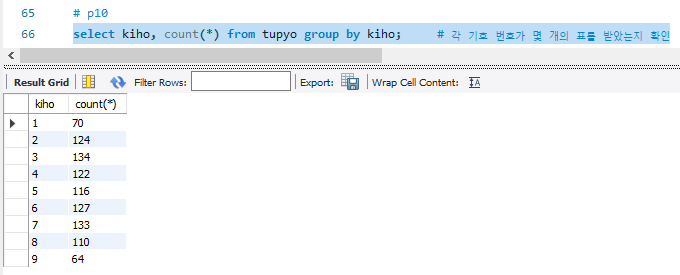 65 # p10
66 select kiho, count(*) from tupyo group by kiho; # 각 기호 번호가 몇 개의 표를 받았는지 확인
Result Grid Filter Rows: Export: Wrap Cell Content: IA
kiho count(*)
1 70
2 124
3 134
4 122
5 116
6 127
7 133
8 110
9 64